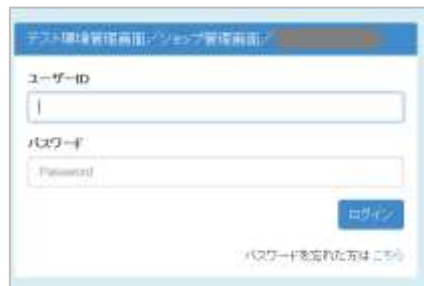 テスト環境管理画面／ショップ管理画面／
ユーザーID
パスワード
Password
ログイン
パスワードを忘れた方は こちら